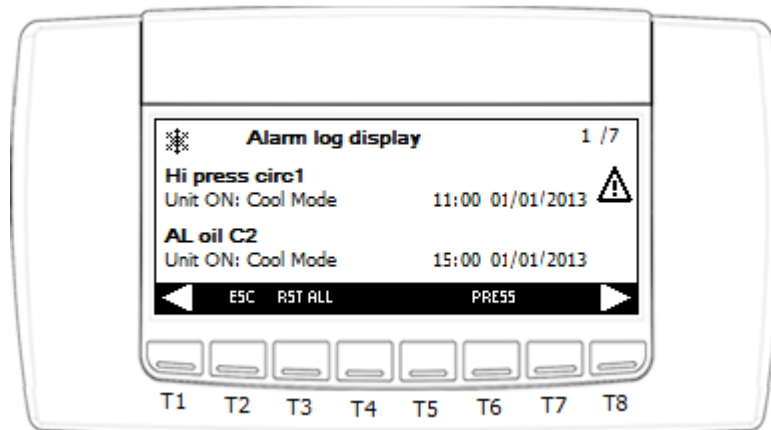 Alarm log display 1 /7
Hi press circ1
Unit ON: Cool Mode 11:00 01/01/2013
AL oil C2
Unit ON: Cool Mode 15:00 01/01/2013
ESC RST ALL PRESS
T1 T2 T3 T4 T5 T6 T7 T8